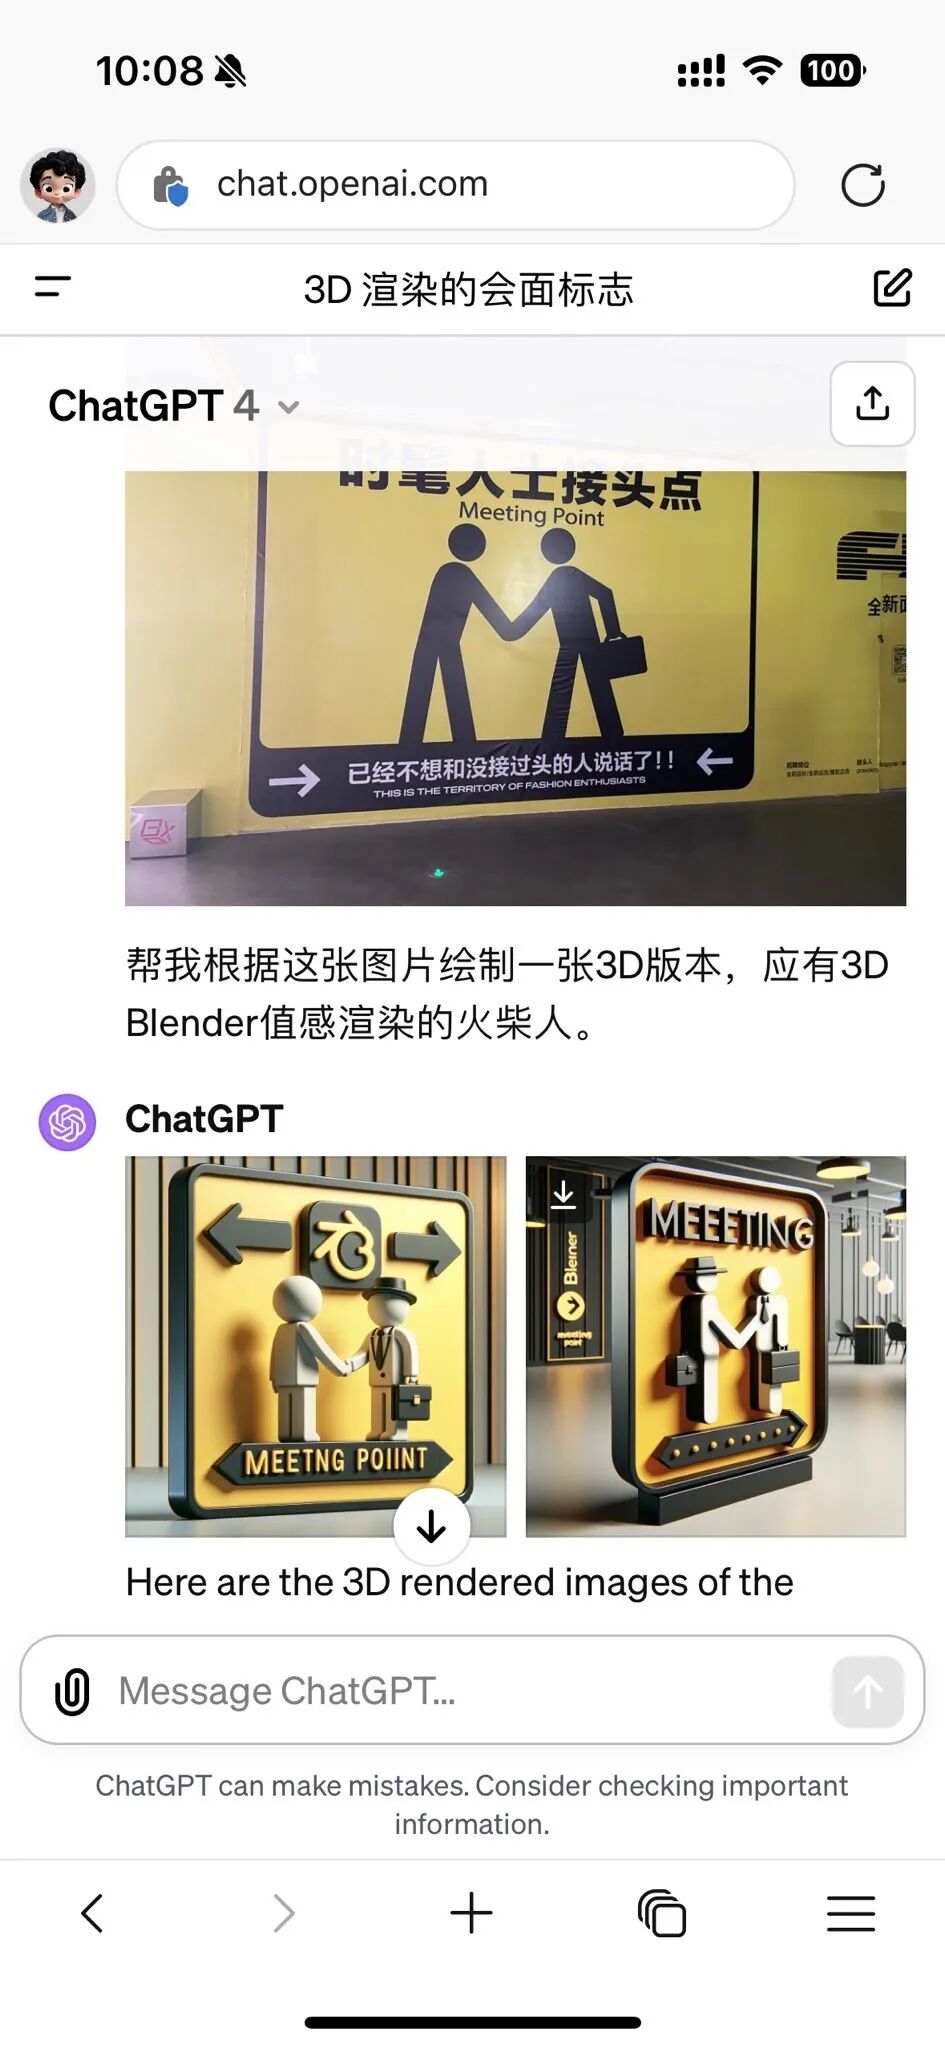 10:08
100
chat.openai.com
3D 渲染的会面标志
ChatGPT 4
时髦人士接头点
Meeting Point
全新
已经不想和没接过头的人说话了!!
THIS IS THE TERRITORY OF FASHION ENTHUSIASTS
帮我根据这张图片绘制一张3D版本，应有3D
Blender值感渲染的火柴人。
ChatGPT
MEETNG POIINT
MEEETING
Bleiner
Here are the 3D rendered images of the
Message ChatGPT...
ChatGPT can make mistakes. Consider checking important
information.